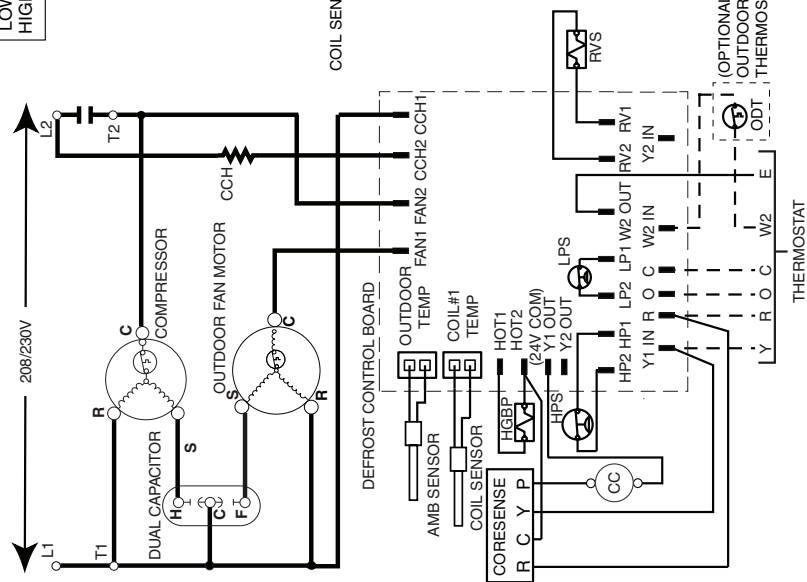 LOW
HIGH
208/230V
L1
L2
T1
T2
R
C
COMPRESSOR
H
S
DUAL CAPACITOR
C
F
S
C
R
OUTDOOR FAN MOTOR
CCH
COIL SEN
DEFROST CONTROL BOARD
FAN1
FAN2
CCH2
CCH1
OUTDOOR
TEMP
COIL#1
TEMP
AMB SENSOR
COIL SENSOR
HOT1
HOT2
(24V COM)
Y1 OUT
Y2 OUT
HGBP
HPS
LPS
RVS
HP2
HP1
LP2
LP1
W2 OUT
RV2
RV1
Y1 IN
R
O
C
W2 IN
Y2 IN
CORESENSE
R
C
Y
P
CC
(OPTIONAL
OUTDOOR
THERMOS
ODT
Y
R
O
C
W2
E
THERMOSTAT